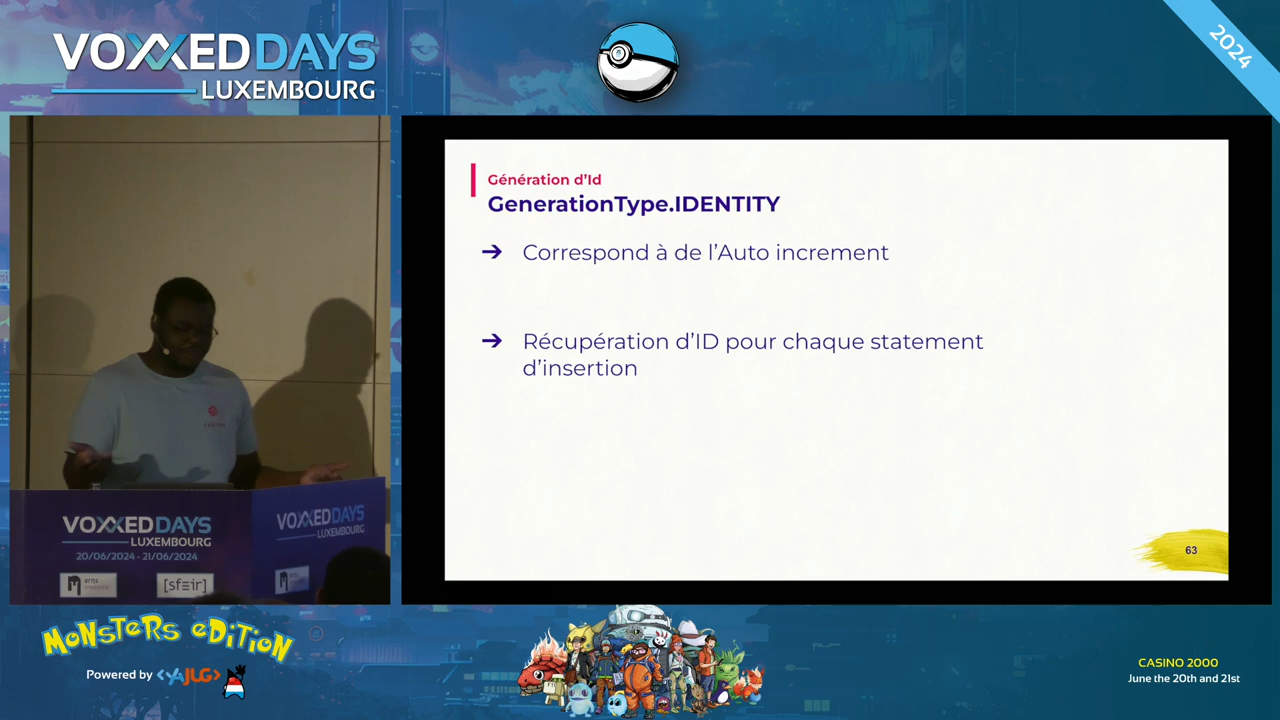 VOXXEDDAYS
LUXEMBOURG
2024
Génération d'Id
GenerationType.IDENTITY
➔ Correspond à de l'Auto increment
➔ Récupération d'ID pour chaque statement
d'insertion
63
VOXXEDDAYS
LUXEMBOURG
20/06/2024 - 21/06/2024
[sfeir]
VOXXEDDAYS
LUXEMBOURG
MONSTERS EDITION
Powered by <YAJUG>
CASINO 2000
June the 20th and 21st